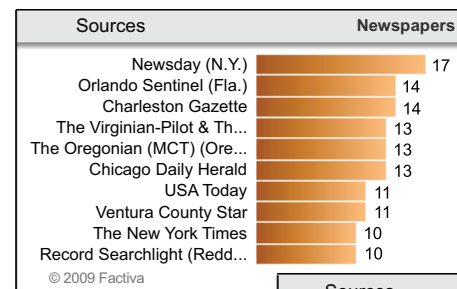 Sources Newspapers
Newsday (N.Y.) 17
Orlando Sentinel (Fla.) 14
Charleston Gazette 14
The Virginian-Pilot & Th... 13
The Oregonian (MCT) (Ore... 13
Chicago Daily Herald 13
USA Today 11
Ventura County Star 11
The New York Times 10
Record Searchlight (Redd... 10
© 2009 Factiva
Sources